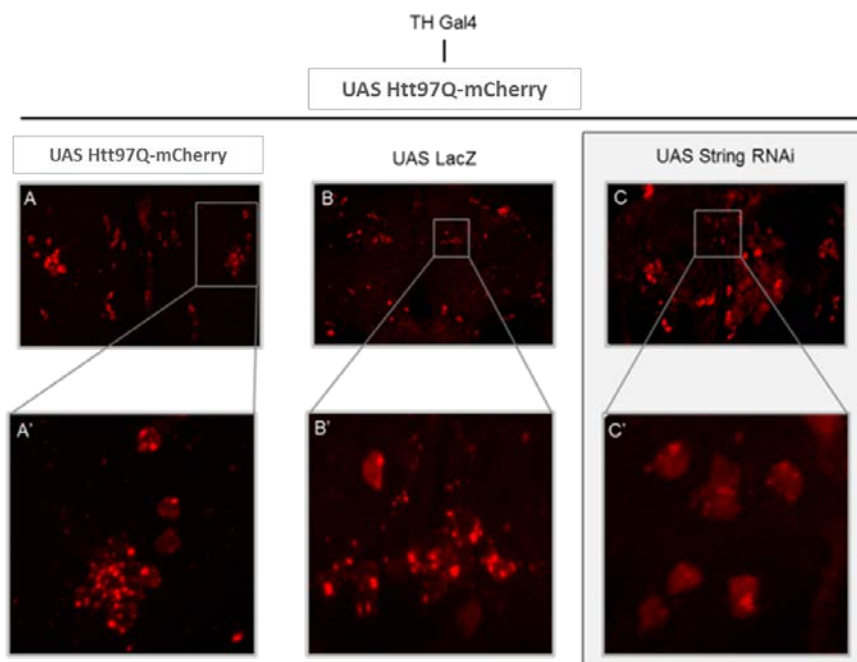 TH Gal4
UAS Htt97Q-mCherry
UAS Htt97Q-mCherry
UAS LacZ
UAS String RNAi
A
B
C
A'
B'
C'